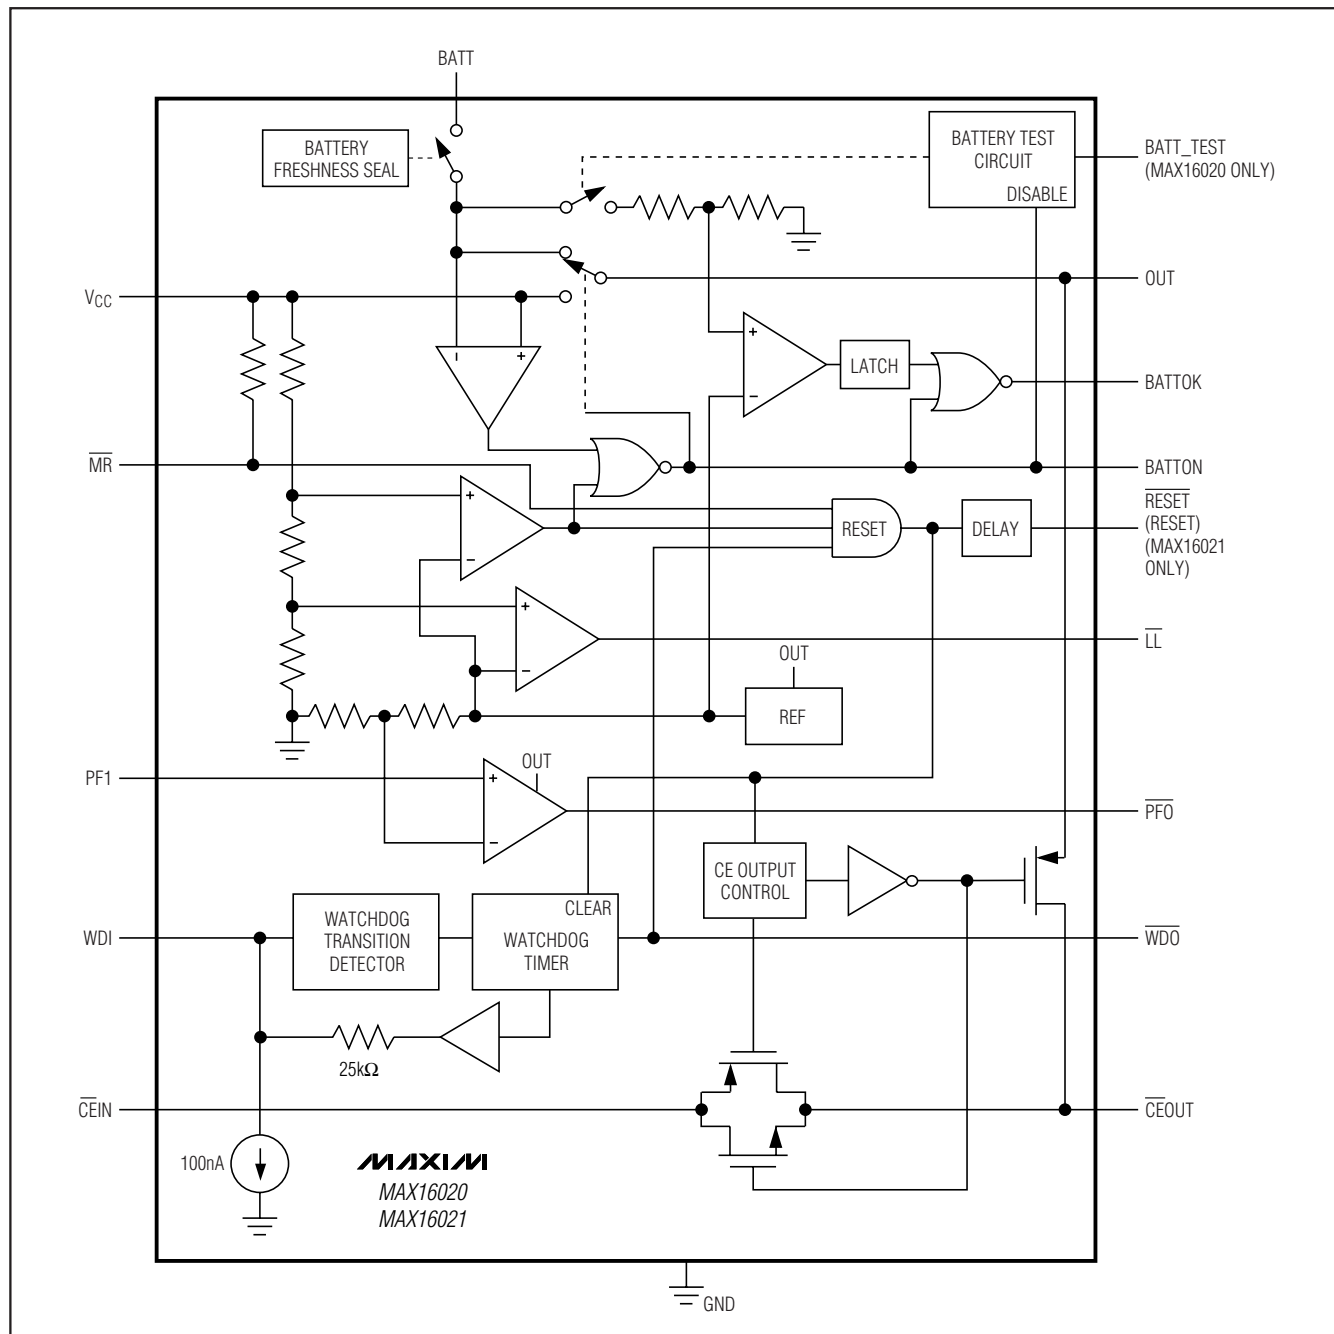 BATT
BATTERY
FRESHNESS SEAL
BATTERY TEST
CIRCUIT
DISABLE
BATT_TEST
(MAX16020 ONLY)
OUT
VCC
+
+
LATCH
BATTOK
MR
BATTON
+
RESET
DELAY
RESET
(RESET)
(MAX16021
ONLY)
+
LL
OUT
REF
PF1
+
OUT
PFO
CE OUTPUT
CONTROL
WDI
WATCHDOG
TRANSITION
DETECTOR
CLEAR
WATCHDOG
TIMER
WDO
25kΩ
CEIN
CEOUT
100nA
MAXIM
MAX16020
MAX16021
GND